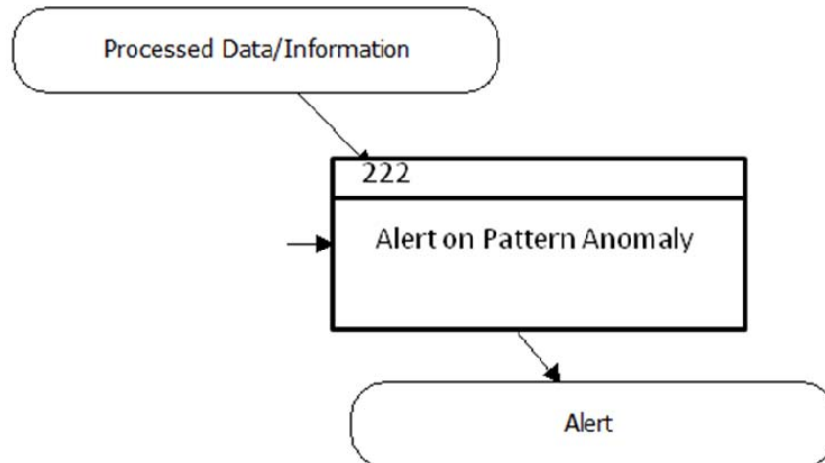 Processed Data/Information
222
Alert on Pattern Anomaly
Alert